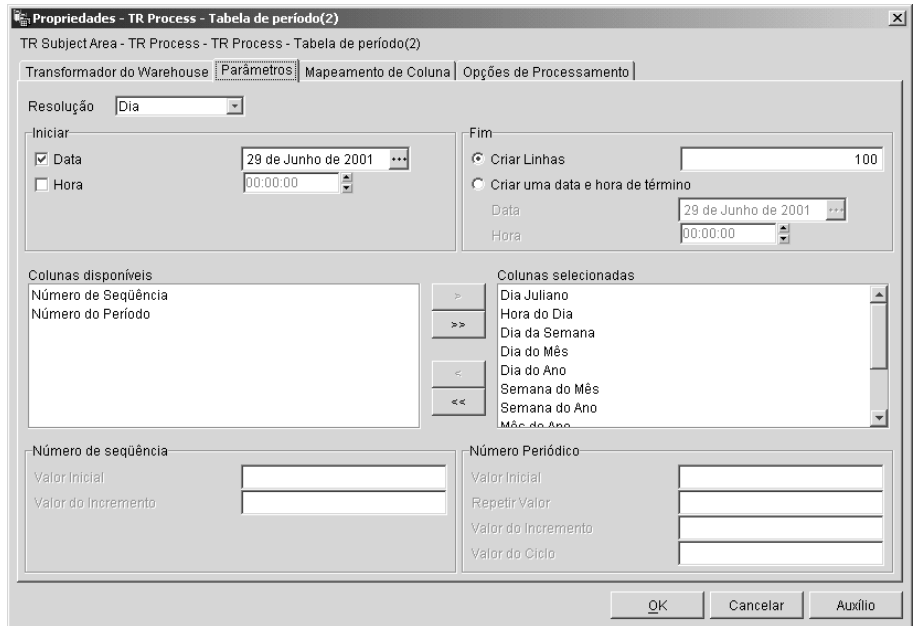 Propriedades - TR Process - Tabela de período(2)
TR Subject Area - TR Process - TR Process - Tabela de período(2)
Transformador do Warehouse
Parâmetros
Mapeamento de Coluna
Opções de Processamento
Resolução
Dia
Iniciar
Data
29 de Junho de 2001
...
Hora
00:00:00
Fim
Criar Linhas
100
Criar uma data e hora de término
Data
29 de Junho de 2001
...
Hora
00:00:00
Colunas disponíveis
Número de Seqüência
Número do Período
>
>>
<
<<
Colunas selecionadas
Dia Juliano
Hora do Dia
Dia da Semana
Dia do Mês
Dia do Ano
Semana do Mês
Semana do Ano
Mês do Ano
Número de seqüência
Valor Inicial
Valor do Incremento
Número Periódico
Valor Inicial
Repetir Valor
Valor do Incremento
Valor do Ciclo
OK
Cancelar
Auxílio